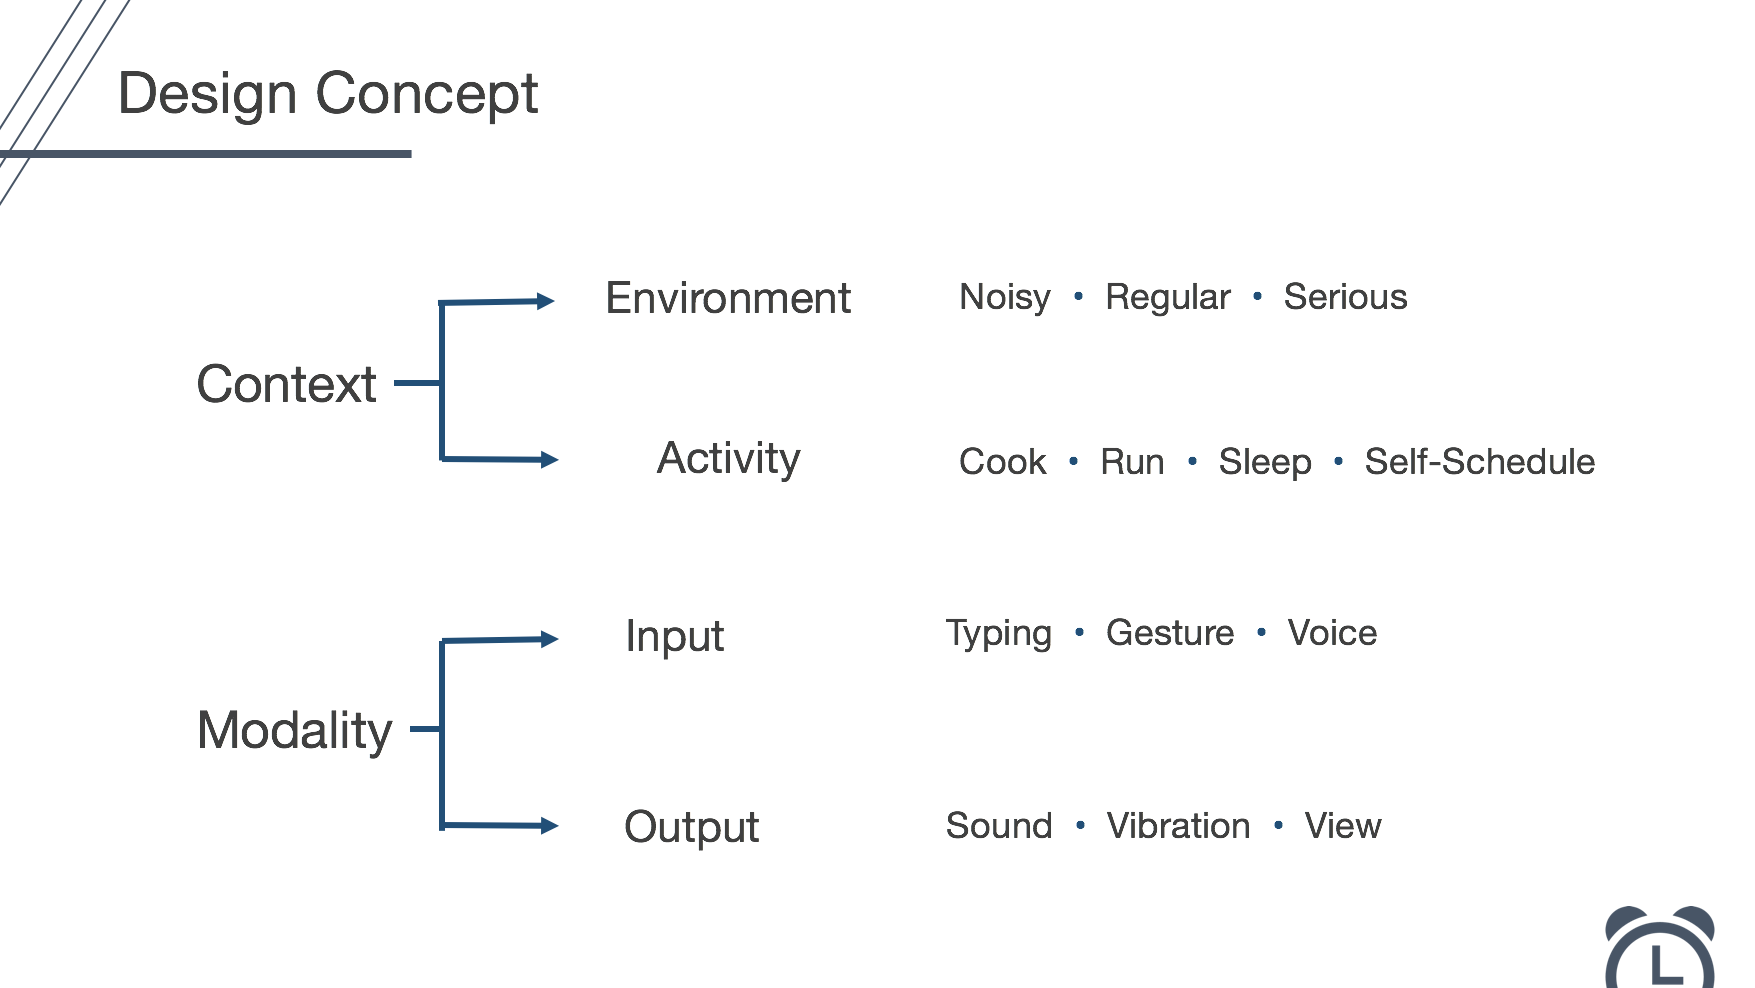 Design Concept
Environment Noisy • Regular • Serious
Context
Activity Cook • Run • Sleep • Self-Schedule
Input Typing • Gesture • Voice
Modality
Output Sound • Vibration • View